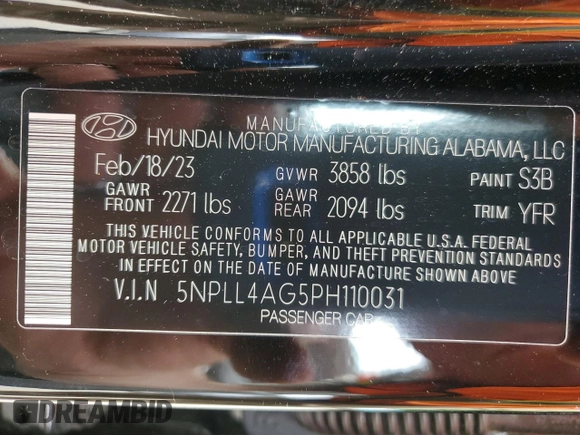 MANUFACTURED BY
HYUNDAI MOTOR MANUFACTURING ALABAMA, LLC
Feb/18/23 GVWR 3858 lbs PAINT S3B
GAWR FRONT 2271 lbs GAWR REAR 2094 lbs TRIM YFR
THIS VEHICLE CONFORMS TO ALL APPLICABLE U.S.A. FEDERAL
MOTOR VEHICLE SAFETY, BUMPER, AND THEFT PREVENTION STANDARDS
IN EFFECT ON THE DATE OF MANUFACTURE SHOWN ABOVE
V.I.N 5NPLL4AG5PH110031
PASSENGER CAR
DREAMBID